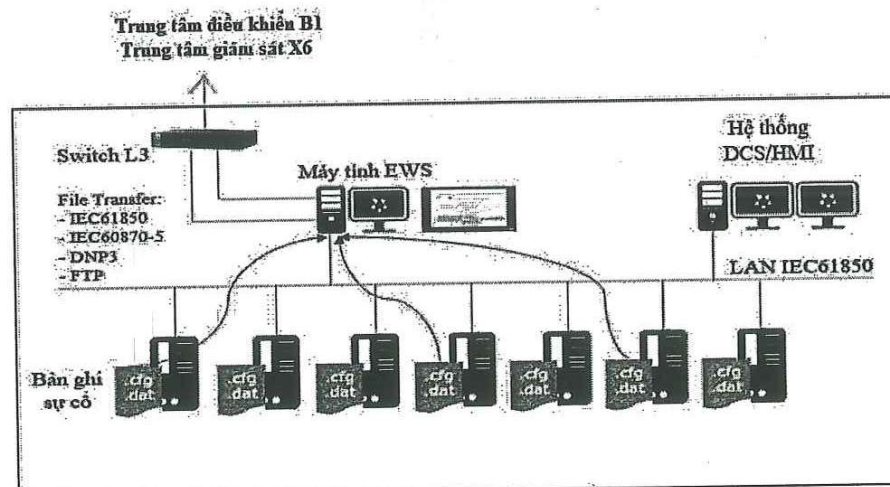 Trung tâm điều khiển B1
Trung tâm giám sát X6
Switch L3
Máy tính EWS
Hệ thống
DCS/HMI
File Transfer:
- IEC61850
- IEC60870-5
- DNP3
- FTP
LAN IEC61850
Bản ghi
sự cố
.cfg
.dat
.cfg
.dat
.cfg
.dat
.cfg
.dat
.cfg
.dat
.cfg
.dat
.cfg
.dat